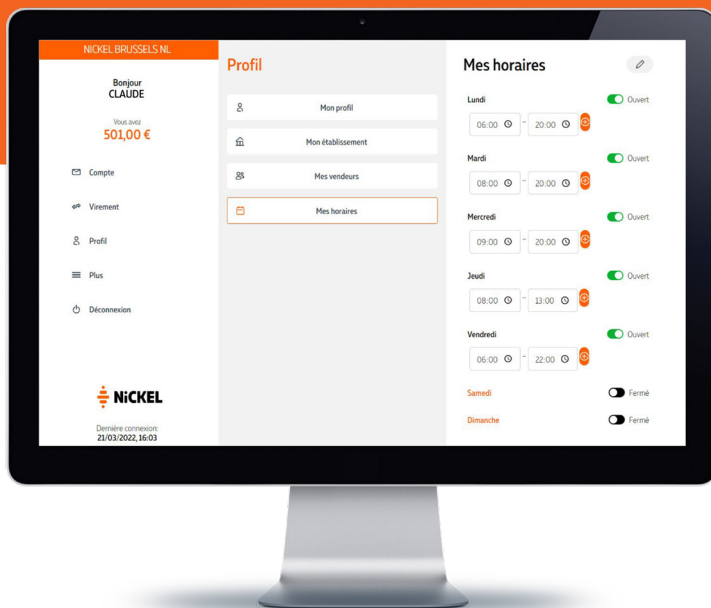 NICKEL BRUSSELS NL
Bonjour
CLAUDE
Vous avez
501,00 €
Compte
Virement
Profil
Plus
Déconnexion
NiCKEL
Dernière connexion:
21/03/2022, 16:03
Profil
Mon profil
Mon établissement
Mes vendeurs
Mes horaires
Mes horaires
Lundi
Ouvert
06:00 - 20:00
Mardi
Ouvert
08:00 - 20:00
Mercredi
Ouvert
09:00 - 20:00
Jeudi
Ouvert
08:00 - 13:00
Vendredi
Ouvert
06:00 - 22:00
Samedi
Fermé
Dimanche
Fermé